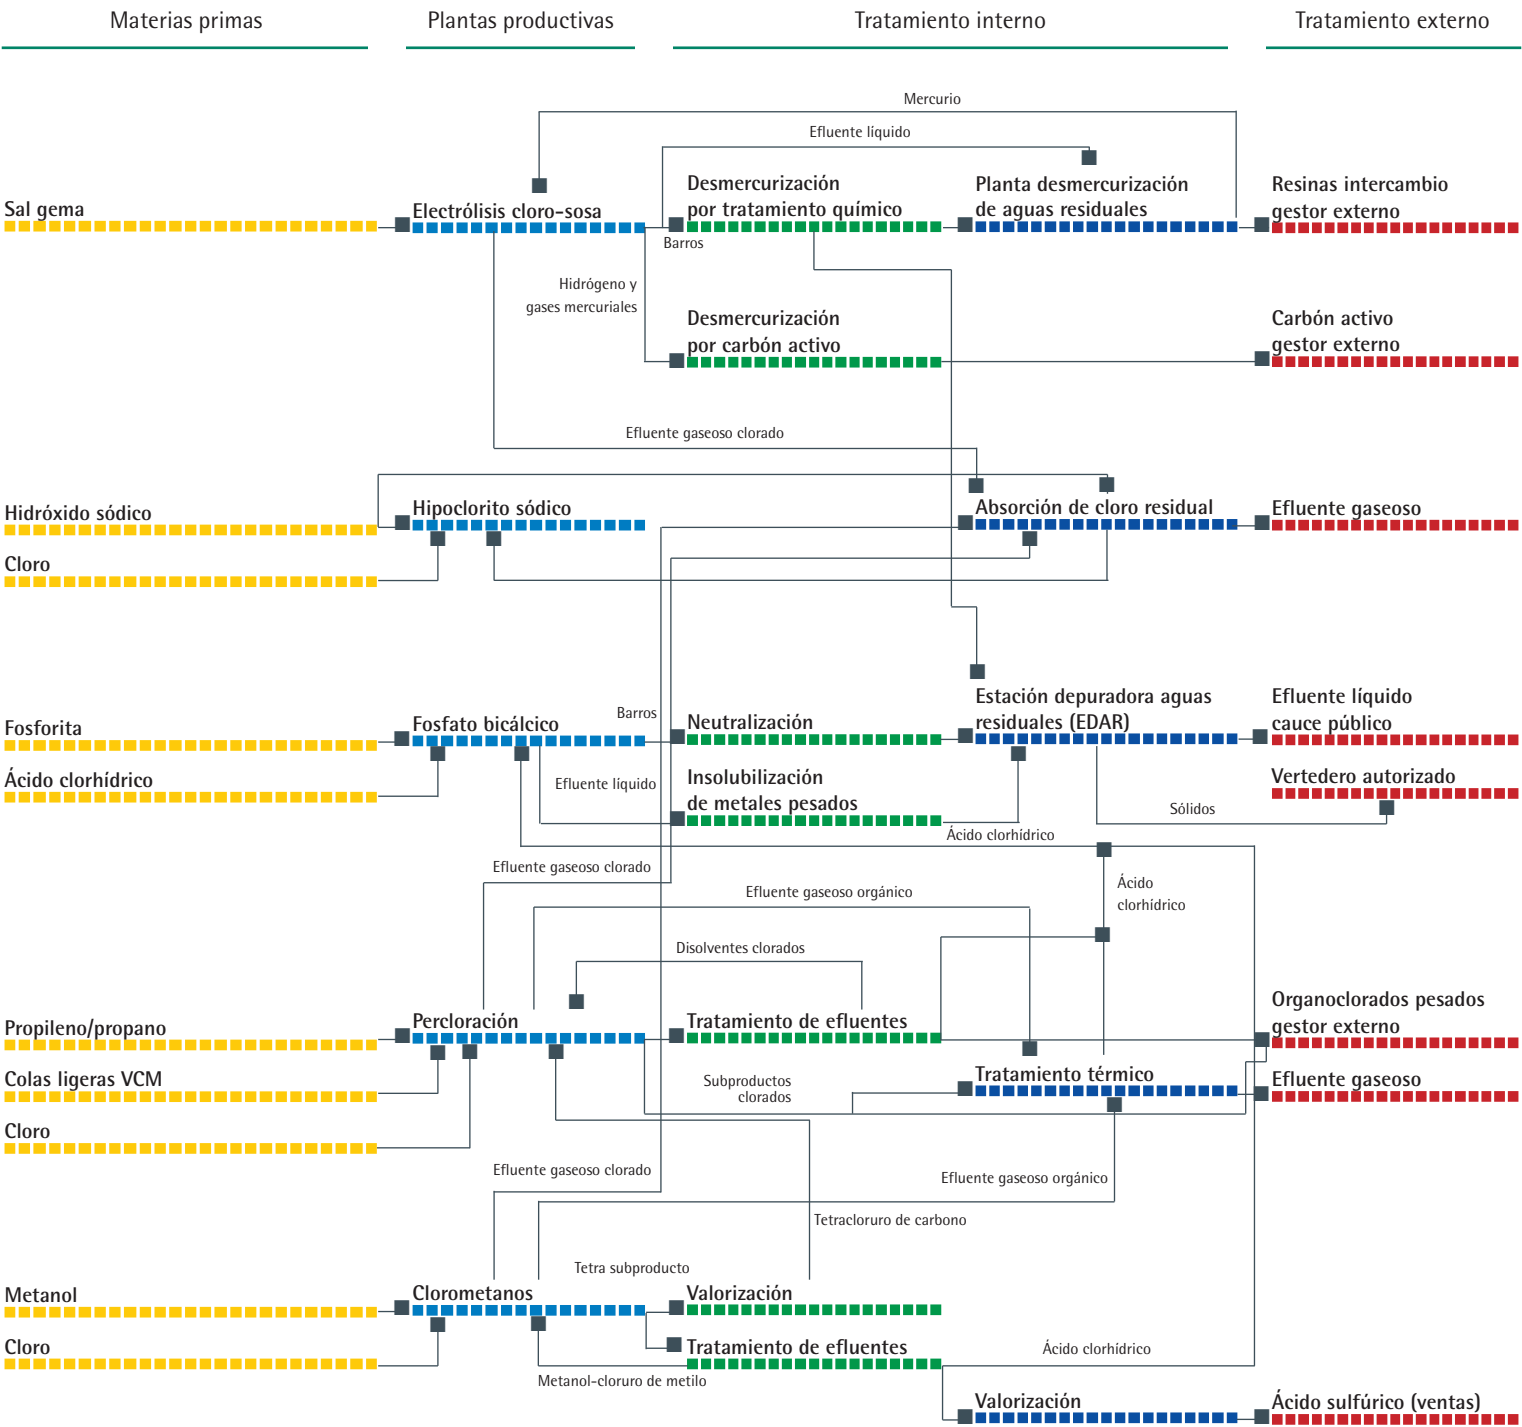 Materias primas
Plantas productivas
Tratamiento interno
Tratamiento externo
Mercurio
Efluente líquido
Sal gema
Electrólisis cloro-sosa
Desmercurización
por tratamiento químico
Planta desmercurización
de aguas residuales
Resinas intercambio
gestor externo
Barros
Hidrógeno y
gases mercuriales
Desmercurización
por carbón activo
Carbón activo
gestor externo
Efluente gaseoso clorado
Hidróxido sódico
Hipoclorito sódico
Absorción de cloro residual
Efluente gaseoso
Cloro
Fosforita
Fosfato bicálcico
Barros
Neutralización
Estación depuradora aguas
residuales (EDAR)
Efluente líquido
cauce público
Ácido clorhídrico
Efluente líquido
Insolubilización
de metales pesados
Vertedero autorizado
Sólidos
Ácido clorhídrico
Efluente gaseoso clorado
Efluente gaseoso orgánico
Ácido
clorhídrico
Disolventes clorados
Propileno/propano
Percloración
Tratamiento de efluentes
Organoclorados pesados
gestor externo
Colas ligeras VCM
Subproductos
clorados
Tratamiento térmico
Efluente gaseoso
Cloro
Efluente gaseoso clorado
Efluente gaseoso orgánico
Tetracloruro de carbono
Tetra subproducto
Metanol
Clorometanos
Valorización
Cloro
Tratamiento de efluentes
Ácido clorhídrico
Metanol-cloruro de metilo
Valorización
Ácido sulfúrico (ventas)